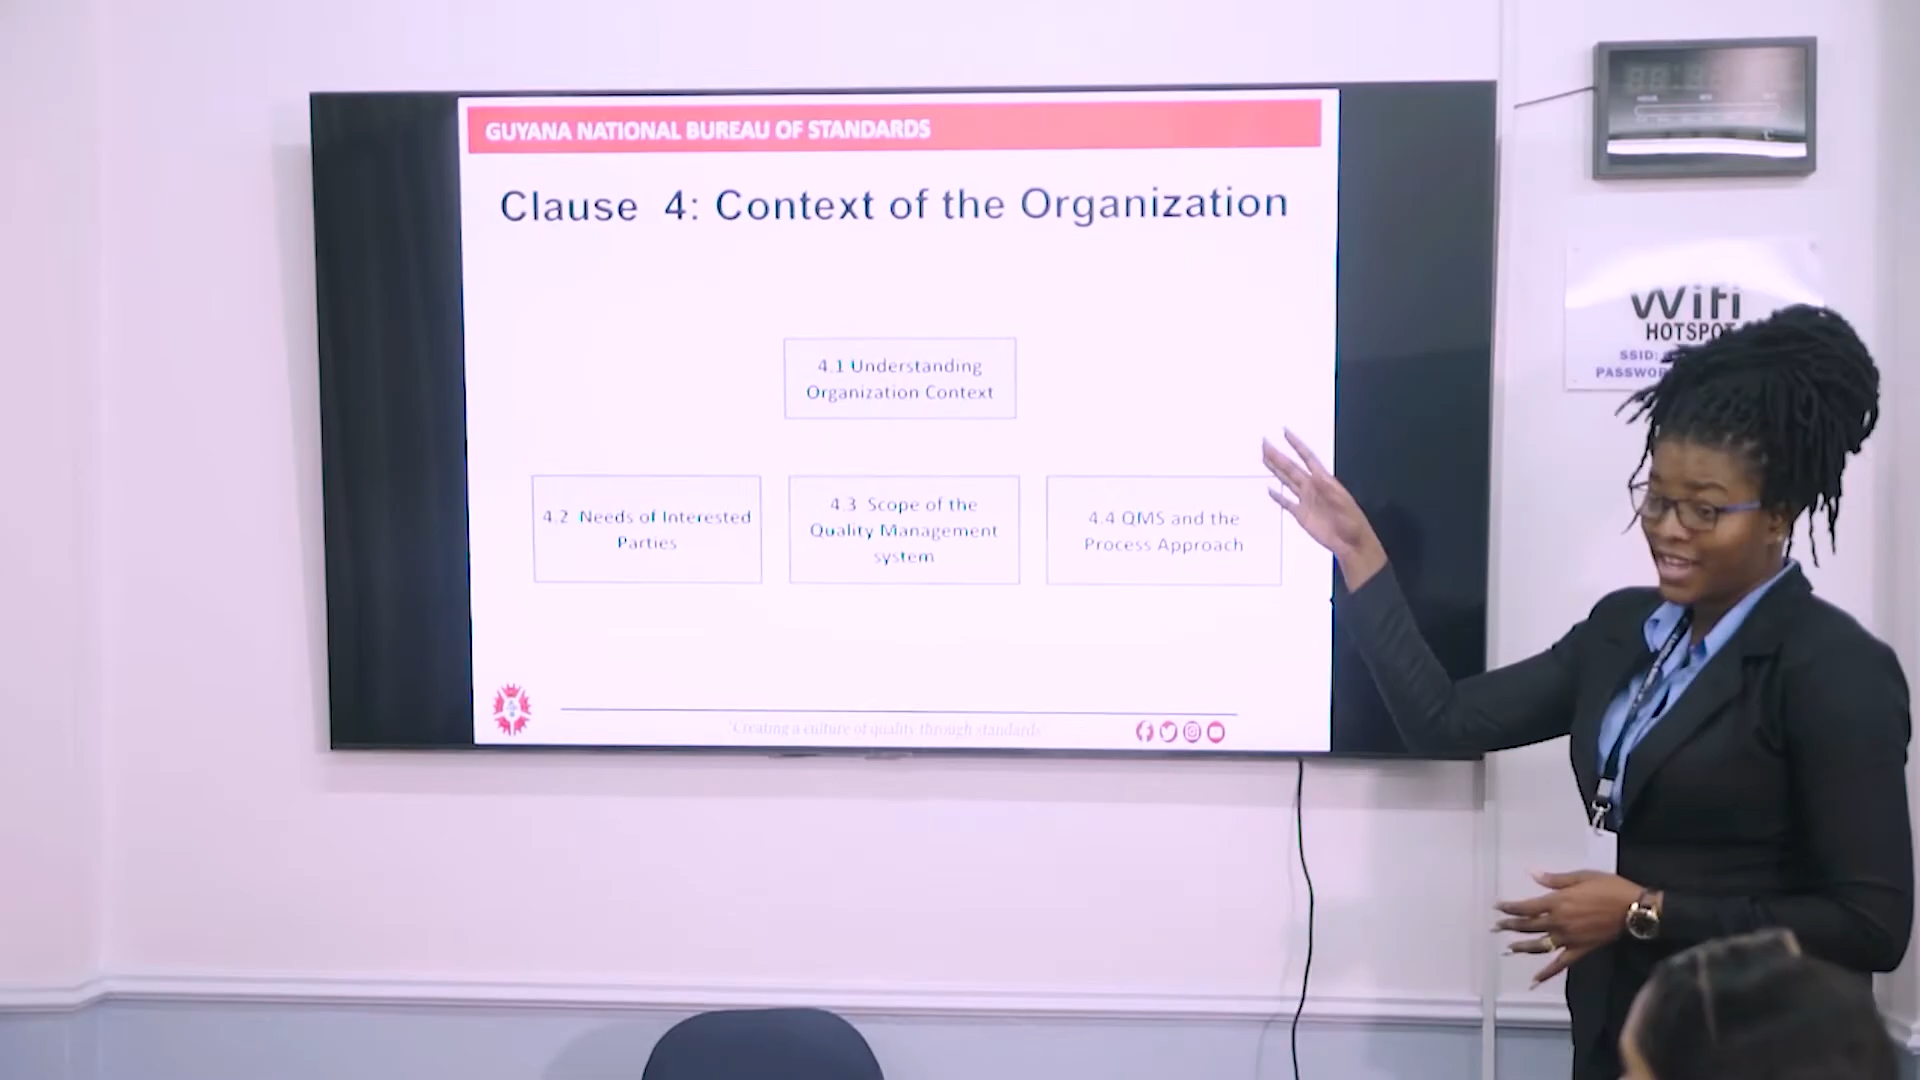 GUYANA NATIONAL BUREAU OF STANDARDS
Clause 4: Context of the Organization
4.1 Understanding
Organization Context
4.2 Needs of Interested
Parties
4.3 Scope of the
Quality Management
system
4.4 QMS and the
Process Approach
"Creating a culture of quality through standards"
Wifi
HOTSPOT
SSID: